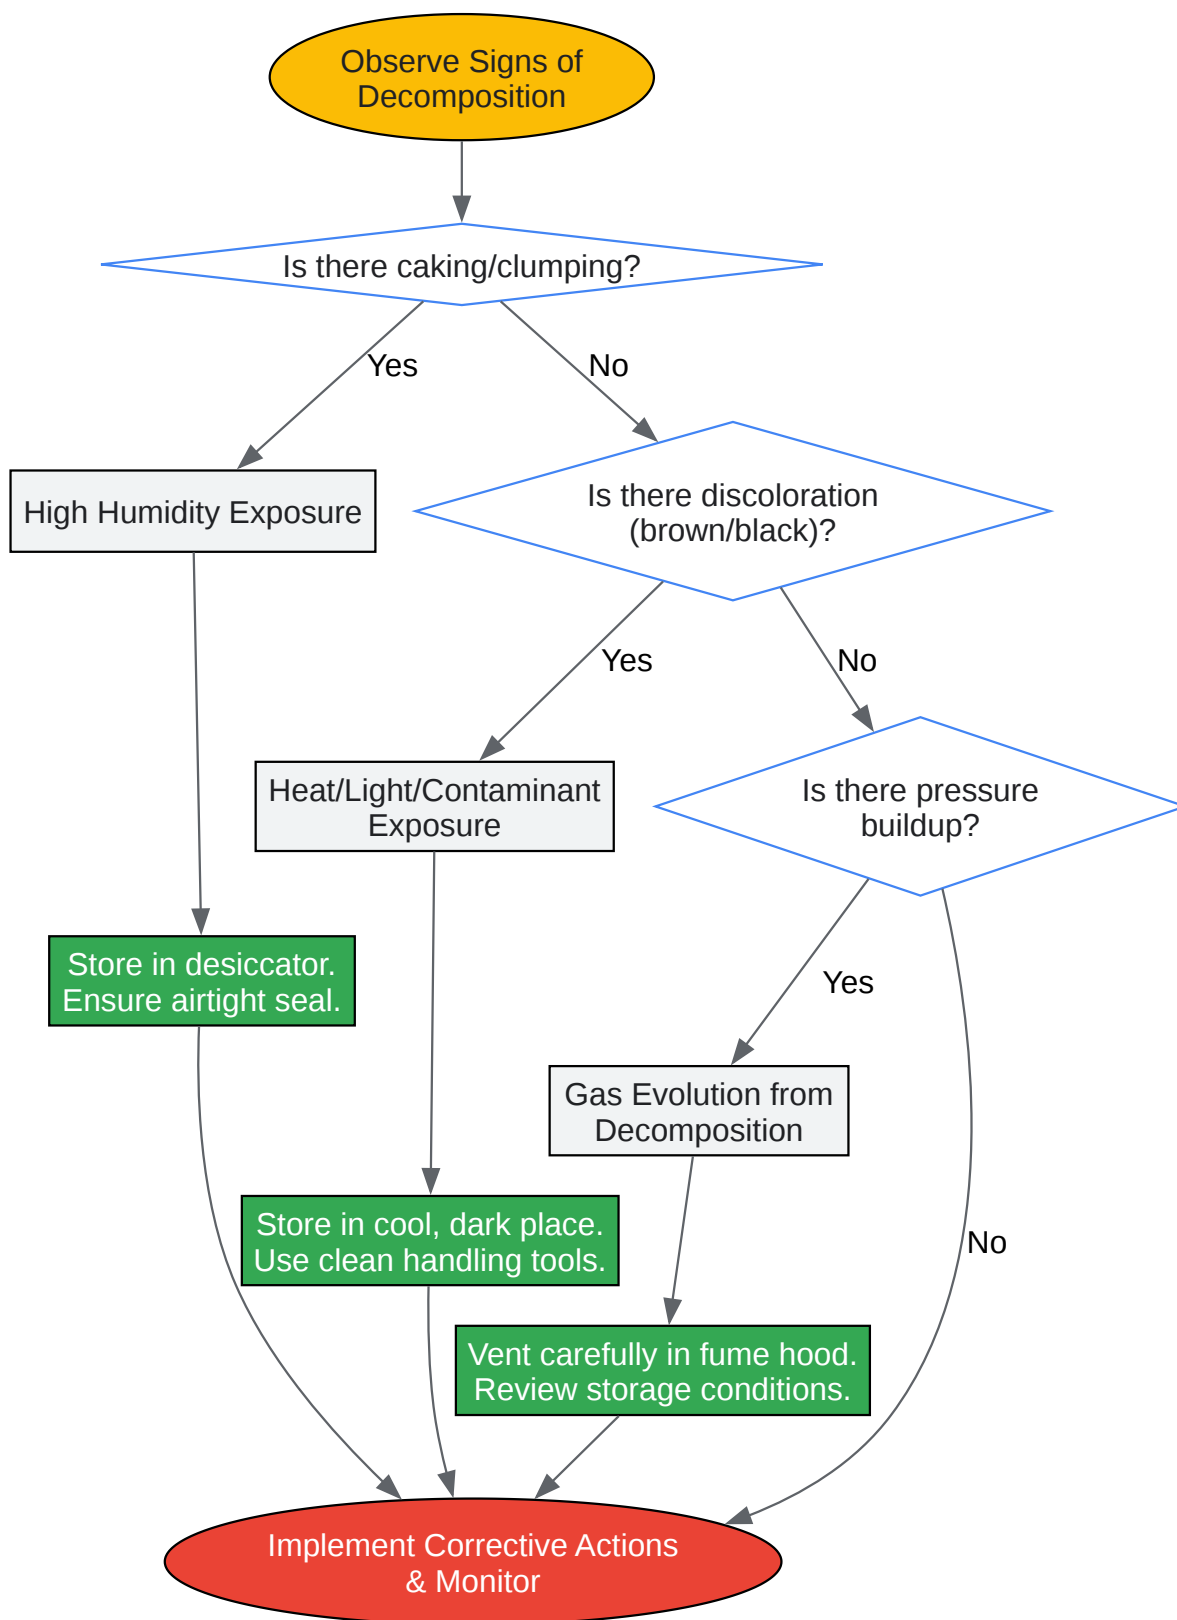 Observe Signs of
Decomposition
Is there caking/clumping?
Yes
No
High Humidity Exposure
Is there discoloration
(brown/black)?
Yes
No
Heat/Light/Contaminant
Exposure
Is there pressure
buildup?
Store in desiccator.
Ensure airtight seal.
Yes
Gas Evolution from
Decomposition
Store in cool, dark place.
Use clean handling tools.
No
Vent carefully in fume hood.
Review storage conditions.
Implement Corrective Actions
& Monitor